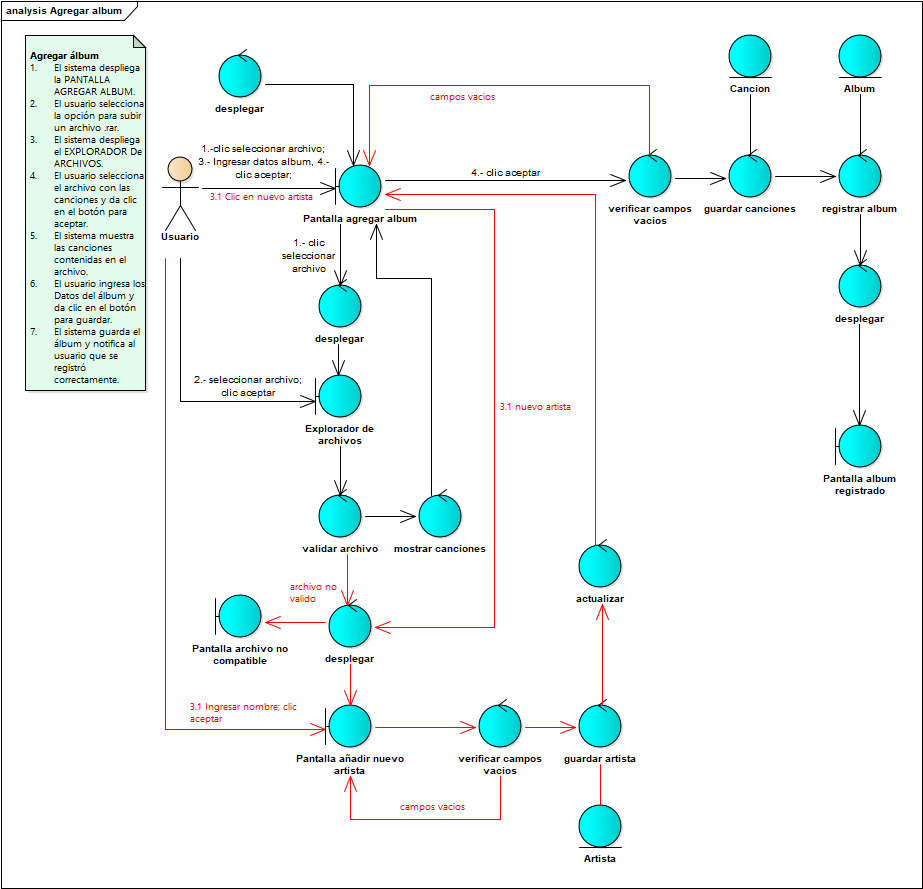 analysis Agregar album
Agregar álbum
1. El sistema despliega
la PANTALLA
AGREGAR ALBUM.
2. El usuario selecciona
la opción para subir
un archivo .rar.
3. El sistema despliega
el EXPLORADOR De
ARCHIVOS.
4. El usuario selecciona
el archivo con las
canciones y da clic
en el botón para
aceptar.
5. El sistema muestra
las canciones
contenidas en el
archivo.
6. El usuario ingresa los
Datos del álbum y
da clic en el botón
para guardar.
7. El sistema guarda el
álbum y notifica al
usuario que se
registró
correctamente.
desplegar
campos vacios
Cancion
Album
1.-clic seleccionar archivo;
3.- Ingresar datos album, 4.-
clic aceptar;
3.1 Clic en nuevo artista
Usuario
Pantalla agregar album
4.- clic aceptar
verificar campos
vacios
guardar canciones
registrar album
1.- clic
seleccionar
archivo
desplegar
desplegar
2.- seleccionar archivo;
clic aceptar
Explorador de
archivos
3.1 nuevo artista
Pantalla album
registrado
validar archivo
mostrar canciones
archivo no
valido
actualizar
Pantalla archivo no
compatible
desplegar
3.1 Ingresar nombre; clic
aceptar
Pantalla añadir nuevo
artista
verificar campos
vacios
guardar artista
campos vacios
Artista